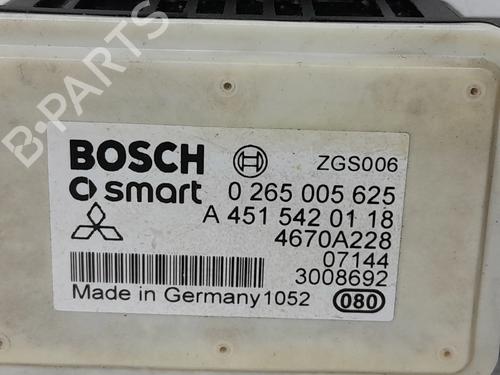 BOSCH ZGS006
smart 0 265 005 625
A 451 542 01 18
4670A228
07144
3008692
Made in Germany 1052 080
B-PARTS